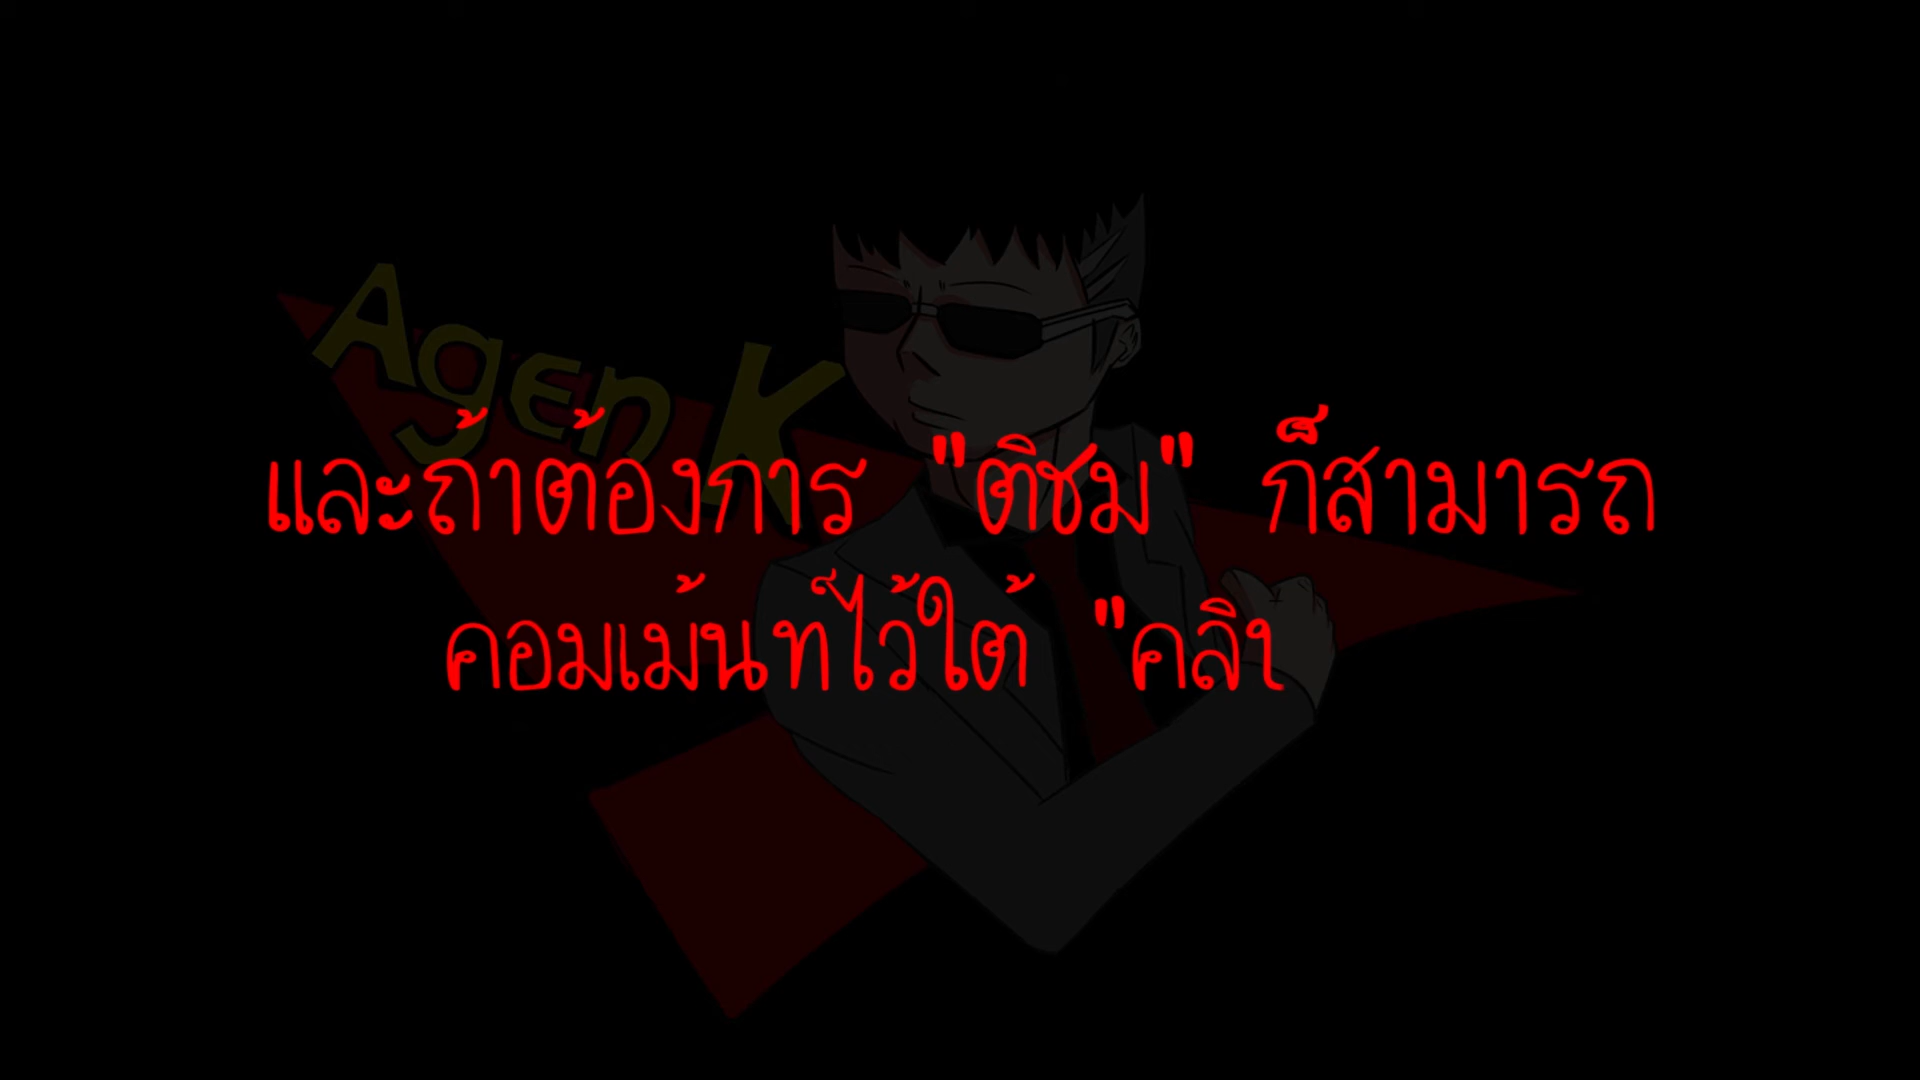 Agen K
และถ้าต้องการ "ติชม" ก็สามารถ
คอมเม้นท์ไว้ใต้ "คลิ